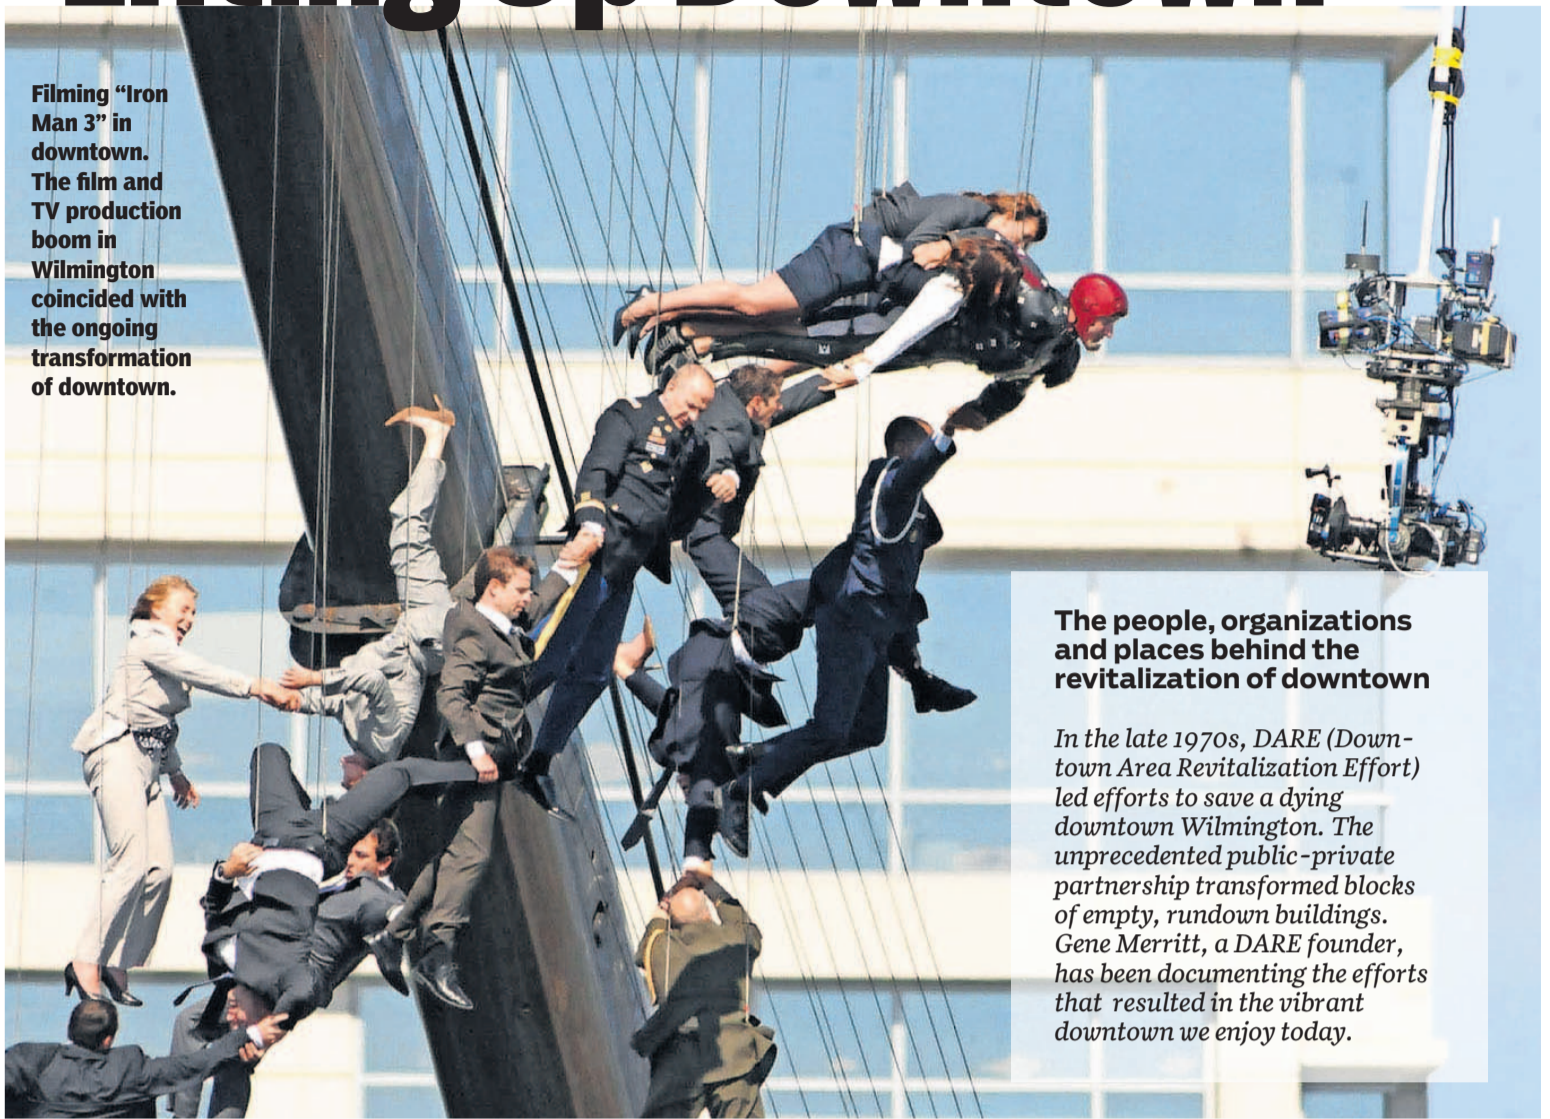 Up Downtown
Filming “Iron
Man 3” in
downtown.
The film and
TV production
boom in
Wilmington
coincided with
the ongoing
transformation
of downtown.
The people, organizations
and places behind the
revitalization of downtown
In the late 1970s, DARE (Down-
town Area Revitalization Effort)
led efforts to save a dying
downtown Wilmington. The
unprecedented public-private
partnership transformed blocks
of empty, rundown buildings.
Gene Merritt, a DARE founder,
has been documenting the efforts
that resulted in the vibrant
downtown we enjoy today.